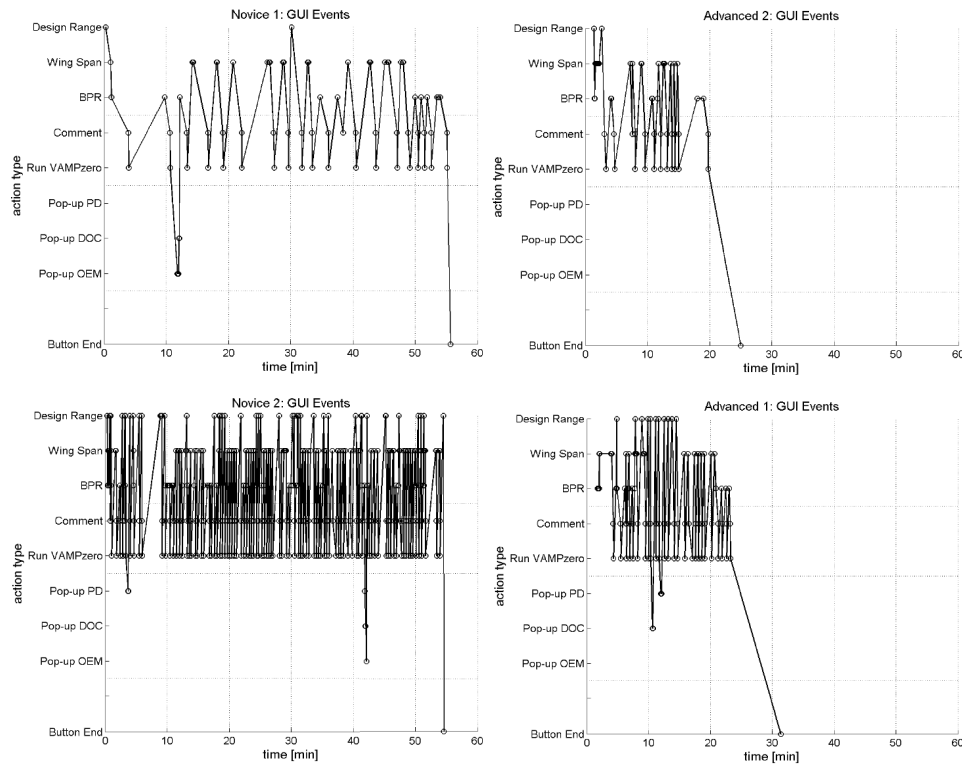 Novice 1: GUI Events
action type
Design Range
Wing Span
BPR
Comment
Run VAMPzero
Pop-up PD
Pop-up DOC
Pop-up OEM
Button End
0 10 20 30 40 50 60
time [min]
Advanced 2: GUI Events
action type
Design Range
Wing Span
BPR
Comment
Run VAMPzero
Pop-up PD
Pop-up DOC
Pop-up OEM
Button End
0 10 20 30 40 50 60
time [min]
Novice 2: GUI Events
action type
Design Range
Wing Span
BPR
Comment
Run VAMPzero
Pop-up PD
Pop-up DOC
Pop-up OEM
Button End
0 10 20 30 40 50 60
time [min]
Advanced 1: GUI Events
action type
Design Range
Wing Span
BPR
Comment
Run VAMPzero
Pop-up PD
Pop-up DOC
Pop-up OEM
Button End
0 10 20 30 40 50 60
time [min]